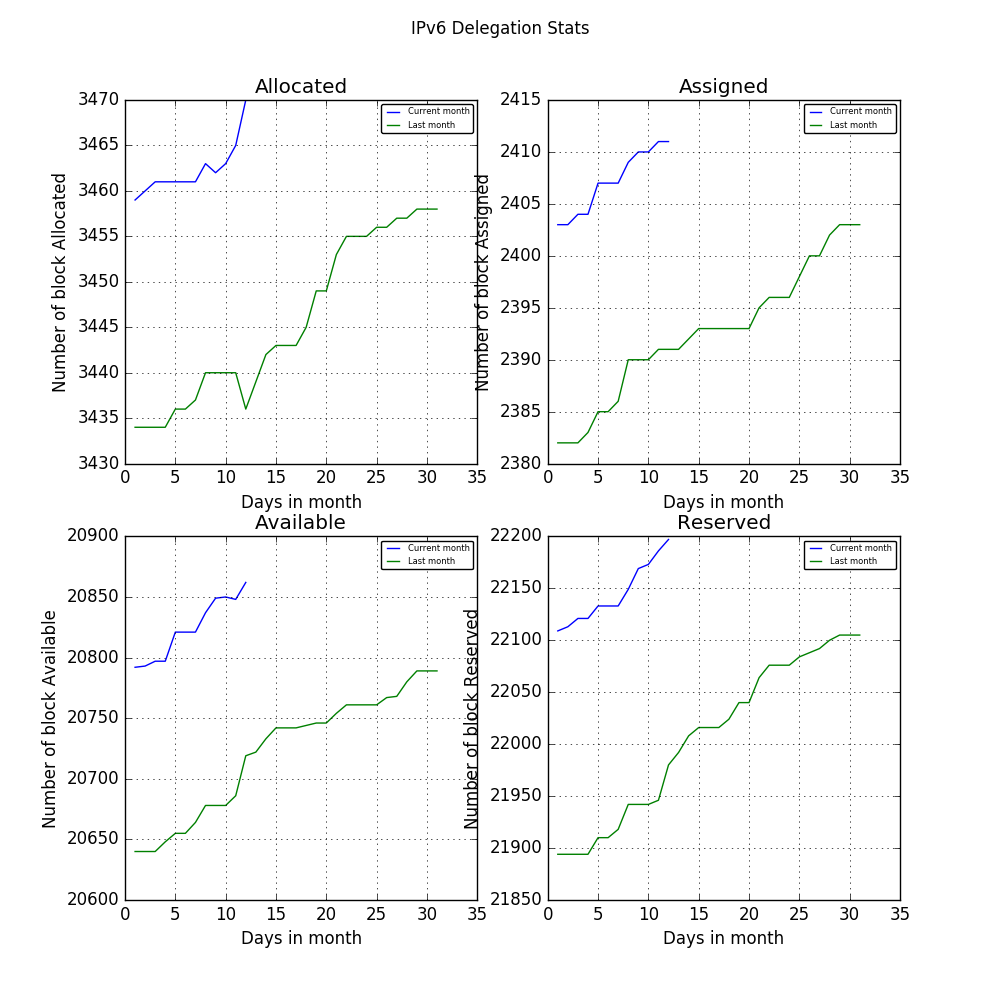 IPv6 Delegation Stats
Allocated
Number of block Allocated
3470
3465
3460
3455
3450
3445
3440
3435
3430
Current month
Last month
0 5 10 15 20 25 30 35
Days in month
Assigned
Number of block Assigned
2415
2410
2405
2400
2395
2390
2385
2380
Current month
Last month
0 5 10 15 20 25 30 35
Days in month
Available
Number of block Available
20900
20850
20800
20750
20700
20650
20600
Current month
Last month
0 5 10 15 20 25 30 35
Days in month
Reserved
Number of block Reserved
22200
22150
22100
22050
22000
21950
21900
21850
Current month
Last month
0 5 10 15 20 25 30 35
Days in month